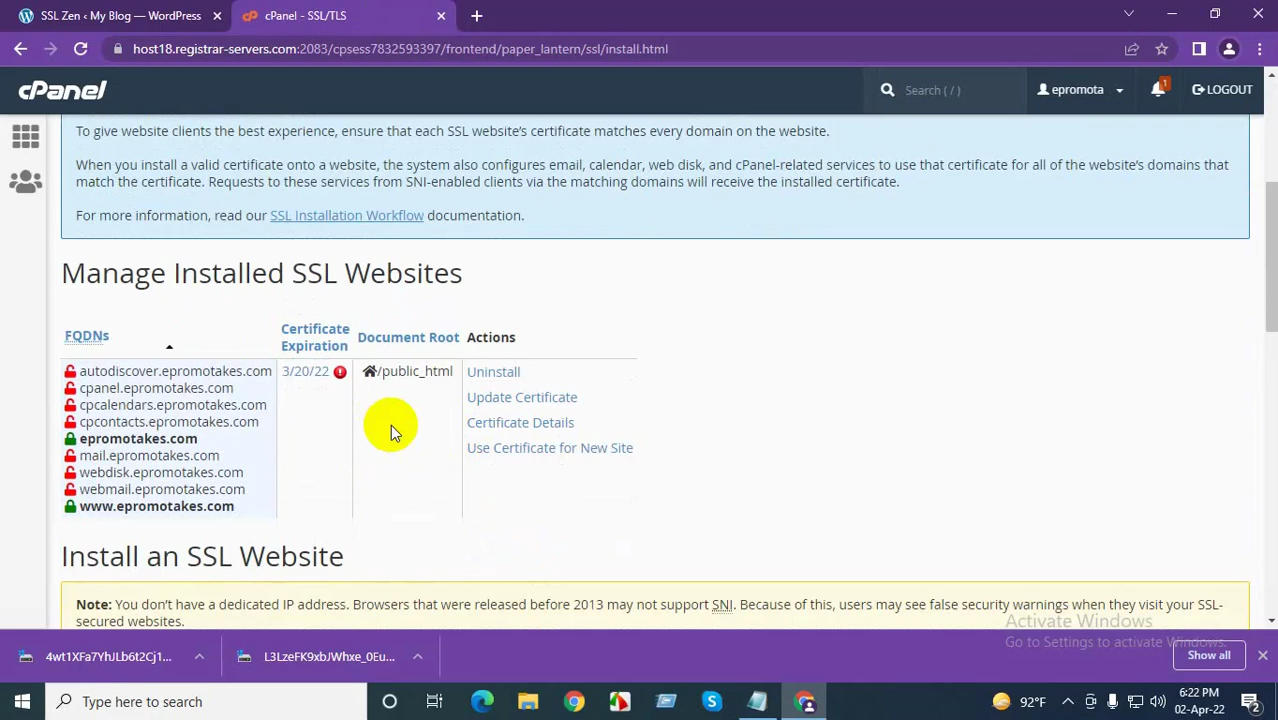 SSL Zen ‹ My Blog — WordPress
cPanel - SSL/TLS
host18.registrar-servers.com:2083/cpsess7832593397/frontend/paper_lantern/ssl/install.html
cPanel
Search ( / )
epromota
1
LOGOUT
To give website clients the best experience, ensure that each SSL website's certificate matches every domain on the website.
When you install a valid certificate onto a website, the system also configures email, calendar, web disk, and cPanel-related services to use that certificate for all of the website's domains that
match the certificate. Requests to these services from SNI-enabled clients via the matching domains will receive the installed certificate.
For more information, read our SSL Installation Workflow documentation.
Manage Installed SSL Websites
FQDNs
Certificate
Expiration
Document Root
Actions
autodiscover.epromotakes.com
cpanel.epromotakes.com
cpcalendars.epromotakes.com
cpcontacts.epromotakes.com
epromotakes.com
mail.epromotakes.com
webdisk.epromotakes.com
webmail.epromotakes.com
www.epromotakes.com
3/20/22
/public_html
Uninstall
Update Certificate
Certificate Details
Use Certificate for New Site
Install an SSL Website
Note: You don't have a dedicated IP address. Browsers that were released before 2013 may not support SNI. Because of this, users may see false security warnings when they visit your SSL-
secured websites.
Activate Windows
Go to Settings to activate Windows.
4wt1XFa7YhJLb6t2Cj1...
L3LzeFK9xbJWhxe_0Eu...
Show all
Type here to search
92°F
6:22 PM
02-Apr-22
2